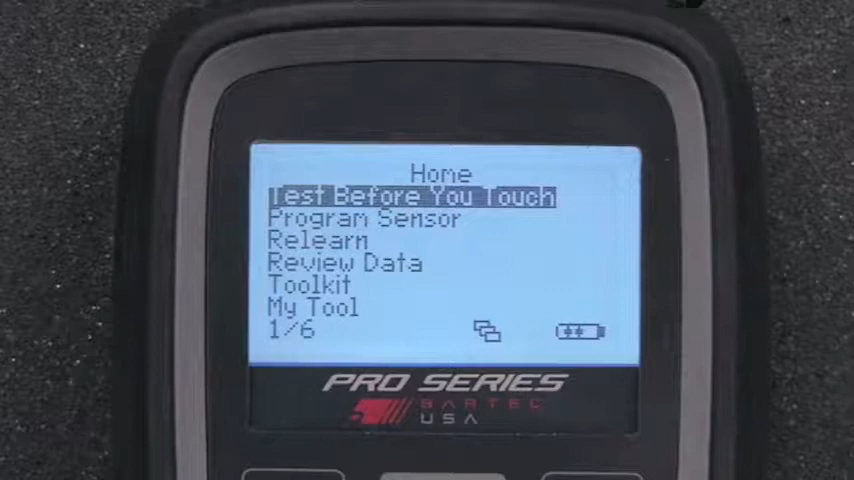 Home
Test Before You Touch
Program Sensor
Relearn
Review Data
Toolkit
My Tool
1/6
PRO SERIES
BARTEC
USA